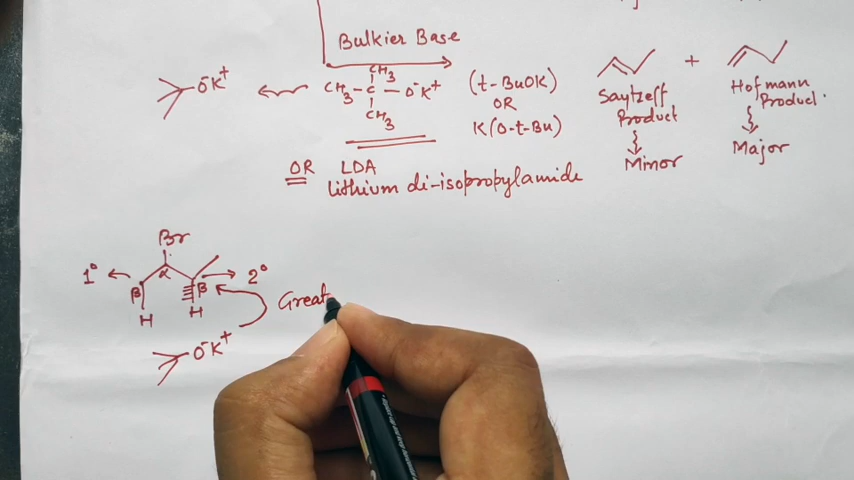 Bulkier Base
O⁻K⁺
CH₃
CH₃-C-O⁻K⁺
CH₃
(t-BuOK)
OR
K(O-t-Bu)
+
Saytzeff
Product
Minor
Hofmann
Product.
Major
OR LDA
lithium di-isopropylamide
Br
1° α 2°
β β
H H
Great
O⁻K⁺